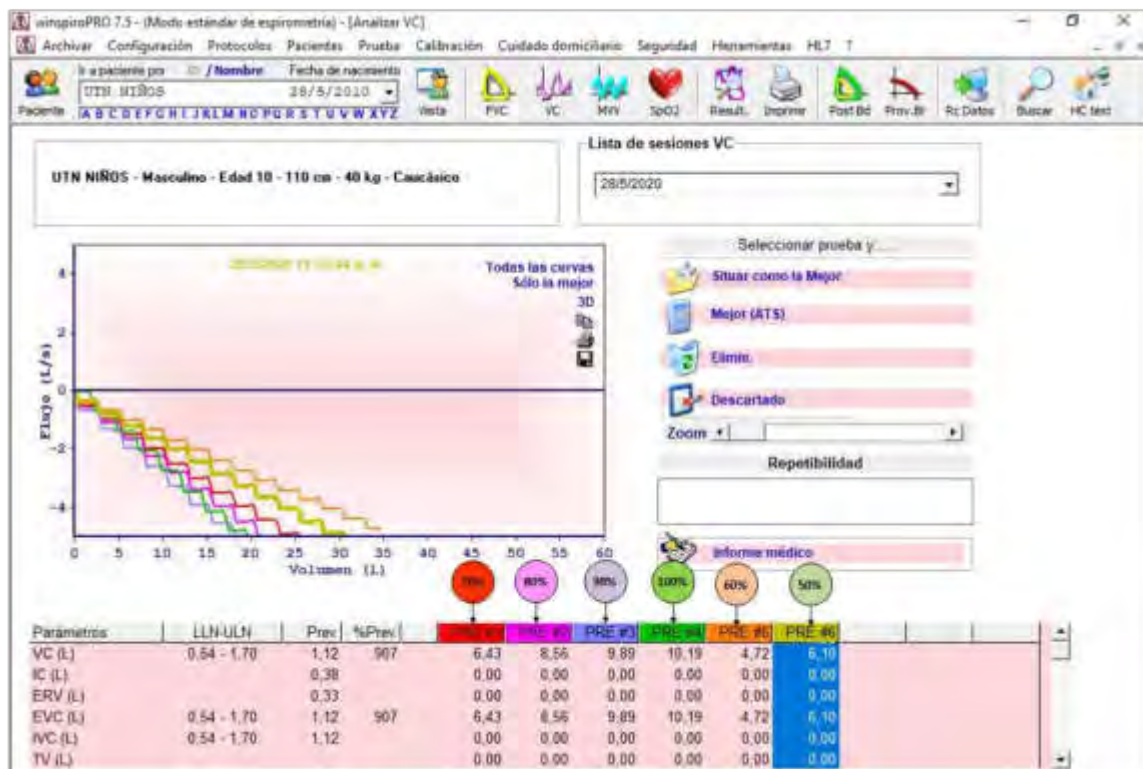 winspiroPRO 7.5 - (Modo estándar de espirometría) - [Analizar VC]
Archivar Configuración Protocolos Pacientes Prueba Calibración Cuidado domiciliario Seguridad Herramientas HL7 ?
Ir a paciente por ID / Nombre Fecha de nacimiento
UTN NIÑOS 28/5/2010
A B C D E F G H I J K L M N O P Q R S T U V W X Y Z
Paciente Vista FVC VC MVV SpO2 Result. Imprimir Post Bd Prov.Br Rc Datos Buscar HC test
Lista de sesiones VC
UTN NIÑOS - Masculino - Edad 10 - 110 cm - 40 kg - Caucásico
28/5/2020
Seleccionar prueba y.....
Todas las curvas
Sólo la mejor
3D
Situar como la Mejor
Mejor (ATS)
Elimin.
Descartado
Zoom
Repetibilidad
Informe médico
Flujo (L/s)
4
2
0
-2
-4
0 5 10 15 20 25 30 35 40 45 50 55 60
Volumen (L)
70% 80% 90% 100% 60% 50%
Parámetros LLN-ULN Prev. %Prev. PRE #1 PRE #2 PRE #3 PRE #4 PRE #5 PRE #6
VC (L) 0,54 - 1,70 1,12 907 6,43 8,56 9,89 10,19 4,72 6,10
IC (L) 0,38 0,00 0,00 0,00 0,00 0,00 0,00
ERV (L) 0,33 0,00 0,00 0,00 0,00 0,00 0,00
EVC (L) 0,54 - 1,70 1,12 907 6,43 8,56 9,89 10,19 4,72 6,10
IVC (L) 0,54 - 1,70 1,12 0,00 0,00 0,00 0,00 0,00 0,00
TV (L) 0,00 0,00 0,00 0,00 0,00 0,00